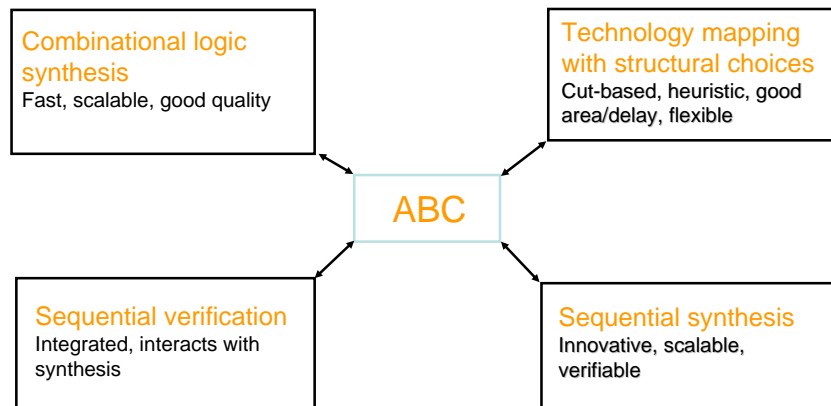 Combinational logic
synthesis
Fast, scalable, good quality
Technology mapping
with structural choices
Cut-based, heuristic, good
area/delay, flexible
ABC
Sequential verification
Integrated, interacts with
synthesis
Sequential synthesis
Innovative, scalable,
verifiable